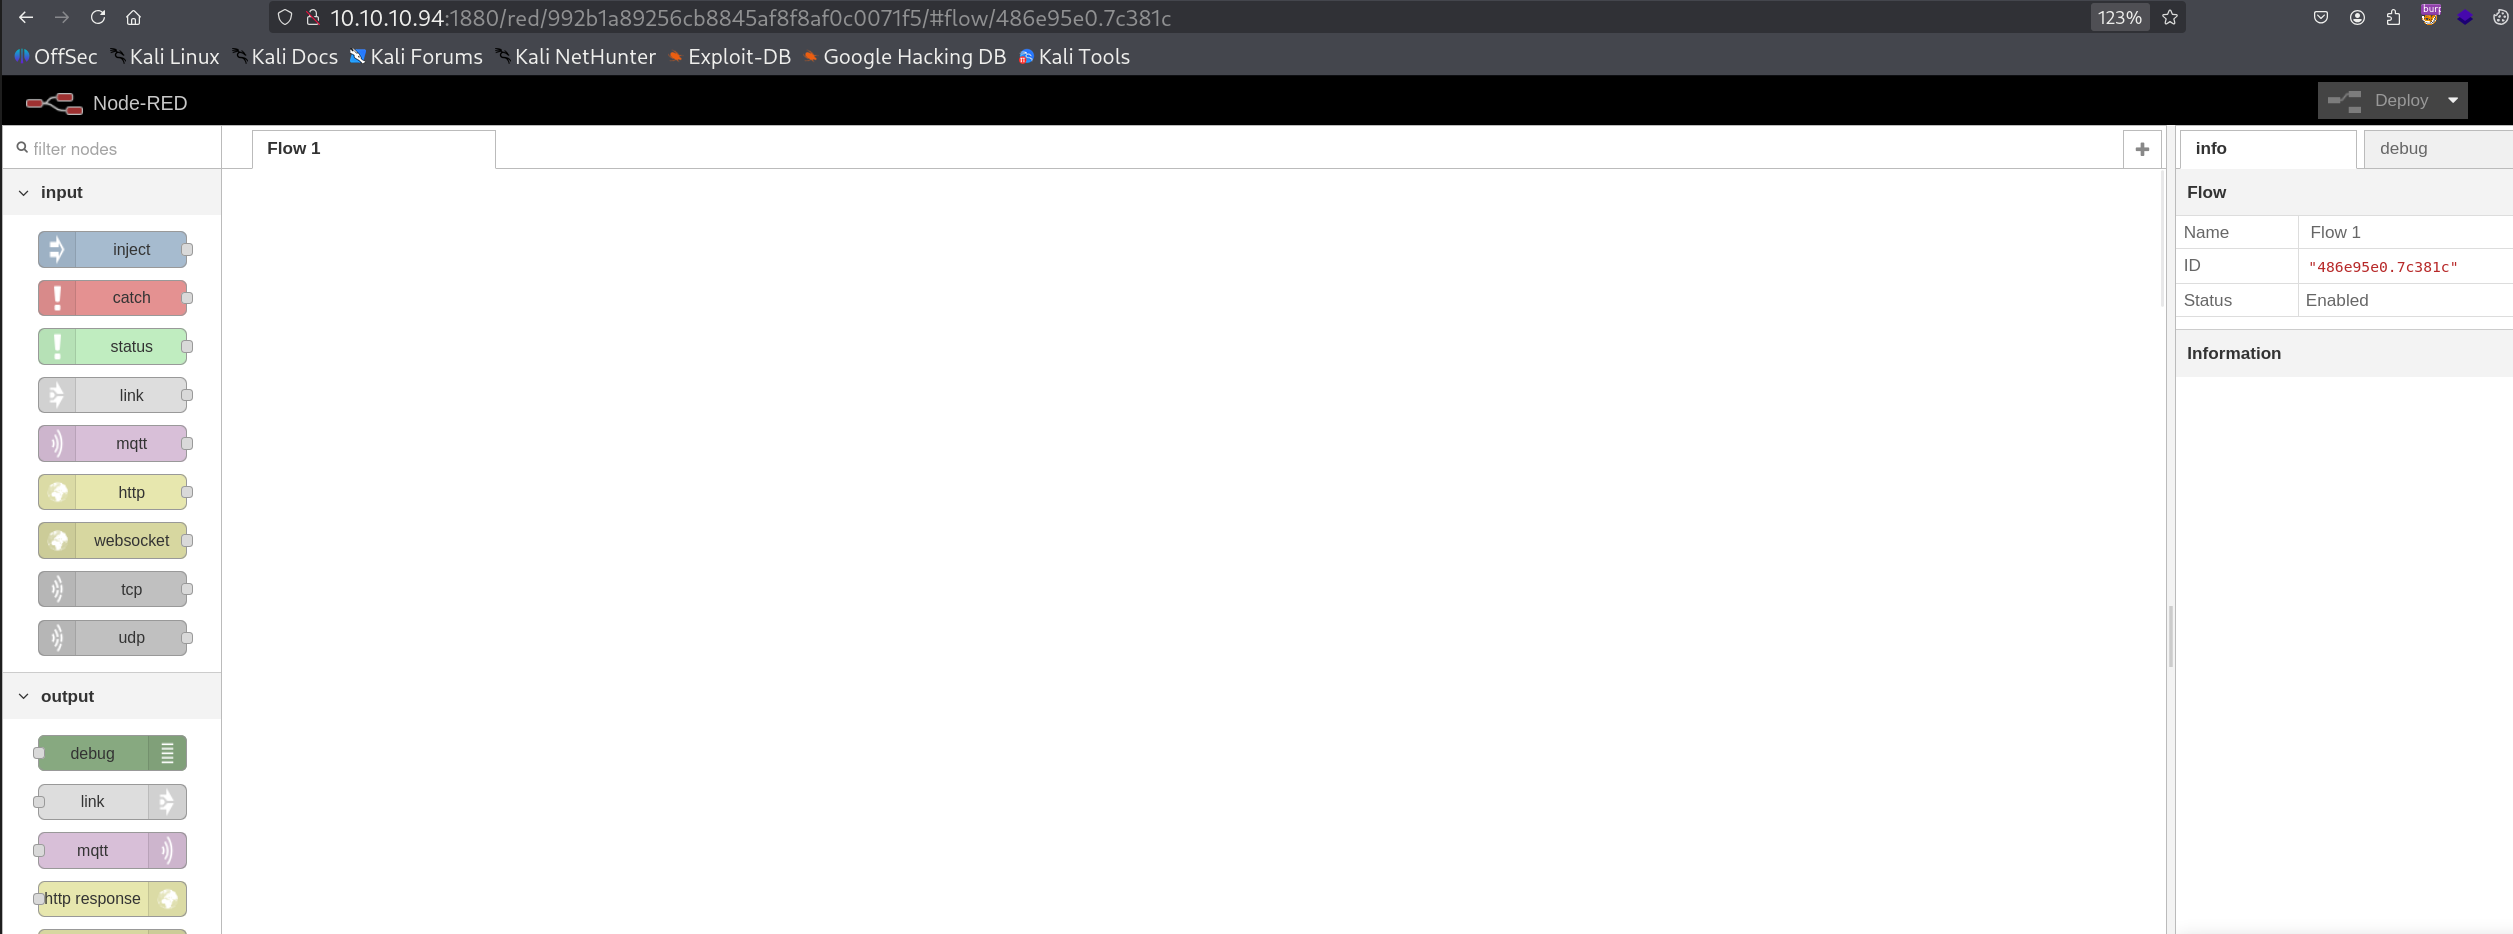 10.10.10.94:1880/red/992b1a89256cb8845af8f8af0c0071f5/#flow/486e95e0.7c381c 123% burp
OffSec Kali Linux Kali Docs Kali Forums Kali NetHunter Exploit-DB Google Hacking DB Kali Tools
Node-RED Deploy
filter nodes
input
inject
catch
status
link
mqtt
http
websocket
tcp
udp
output
debug
link
mqtt
http response
Flow 1
info debug
Flow
Name Flow 1
ID "486e95e0.7c381c"
Status Enabled
Information